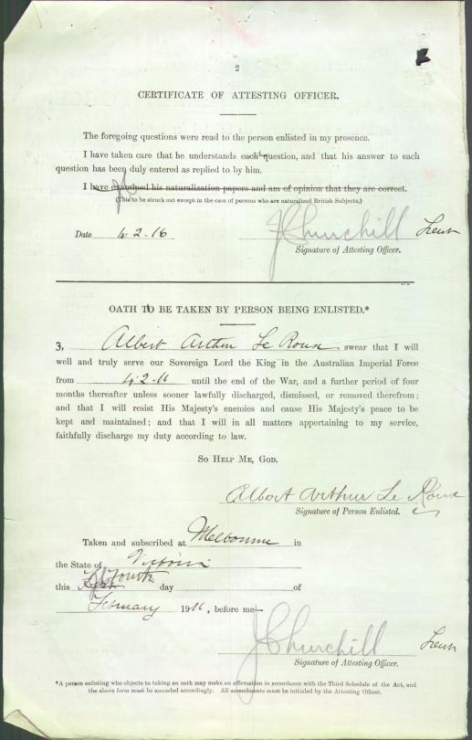 2
CERTIFICATE OF ATTESTING OFFICER.
The foregoing questions were read to the person enlisted in my presence.
I have taken care that he understands each question, and that his answer to each
question has been duly entered as replied to by him.
I have examined his naturalization papers and am of opinion that they are correct.
(This to be struck out except in the case of persons who are naturalized British Subjects.)
Date 4.2.16 J Churchill Lieut
Signature of Attesting Officer.
OATH TO BE TAKEN BY PERSON BEING ENLISTED.*
I, Albert Arthur Le Roux swear that I will
well and truly serve our Sovereign Lord the King in the Australian Imperial Force
from 4.2.16 until the end of the War, and a further period of four
months thereafter unless sooner lawfully discharged, dismissed, or removed therefrom;
and that I will resist His Majesty's enemies and cause His Majesty's peace to be
kept and maintained; and that I will in all matters appertaining to my service,
faithfully discharge my duty according to law.
SO HELP ME, GOD.
Albert Arthur Le Roux
Signature of Person Enlisted.
Taken and subscribed at Melbourne in
the State of Victoria
this Fourth day of
February 1916, before me—
J Churchill Lieut
Signature of Attesting Officer.
*A person enlisting who objects to taking an oath may make an affirmation in accordance with the Third Schedule of the Act, and
the above form must be amended accordingly. All amendments must be initialed by the Attesting Officer.